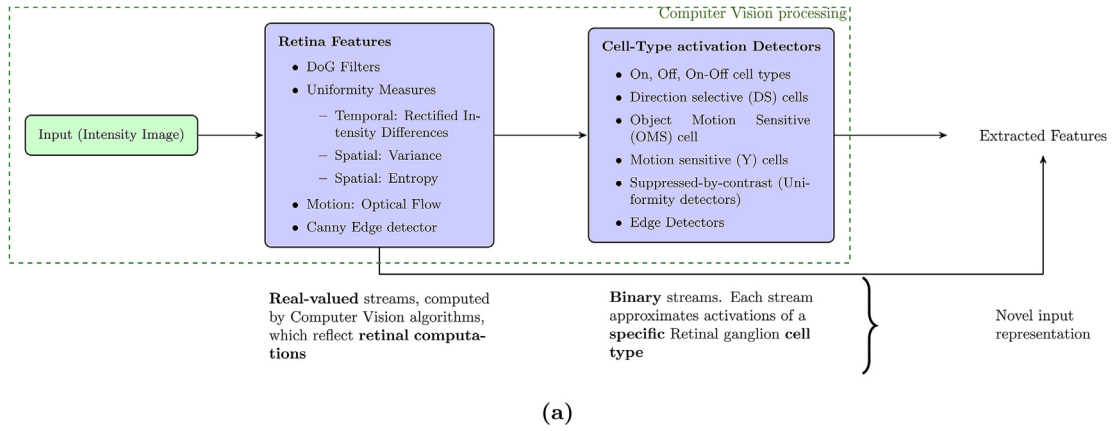 Computer Vision processing
Input (Intensity Image)
Retina Features
• DoG Filters
• Uniformity Measures
– Temporal: Rectified In-
tensity Differences
– Spatial: Variance
– Spatial: Entropy
• Motion: Optical Flow
• Canny Edge detector
Cell-Type activation Detectors
• On, Off, On-Off cell types
• Direction selective (DS) cells
• Object Motion Sensitive
(OMS) cell
• Motion sensitive (Y) cells
• Suppressed-by-contrast (Uni-
formity detectors)
• Edge Detectors
Extracted Features
Real-valued streams, computed
by Computer Vision algorithms,
which reflect retinal computa-
tions
Binary streams. Each stream
approximates activations of a
specific Retinal ganglion cell
type
Novel input
representation
(a)